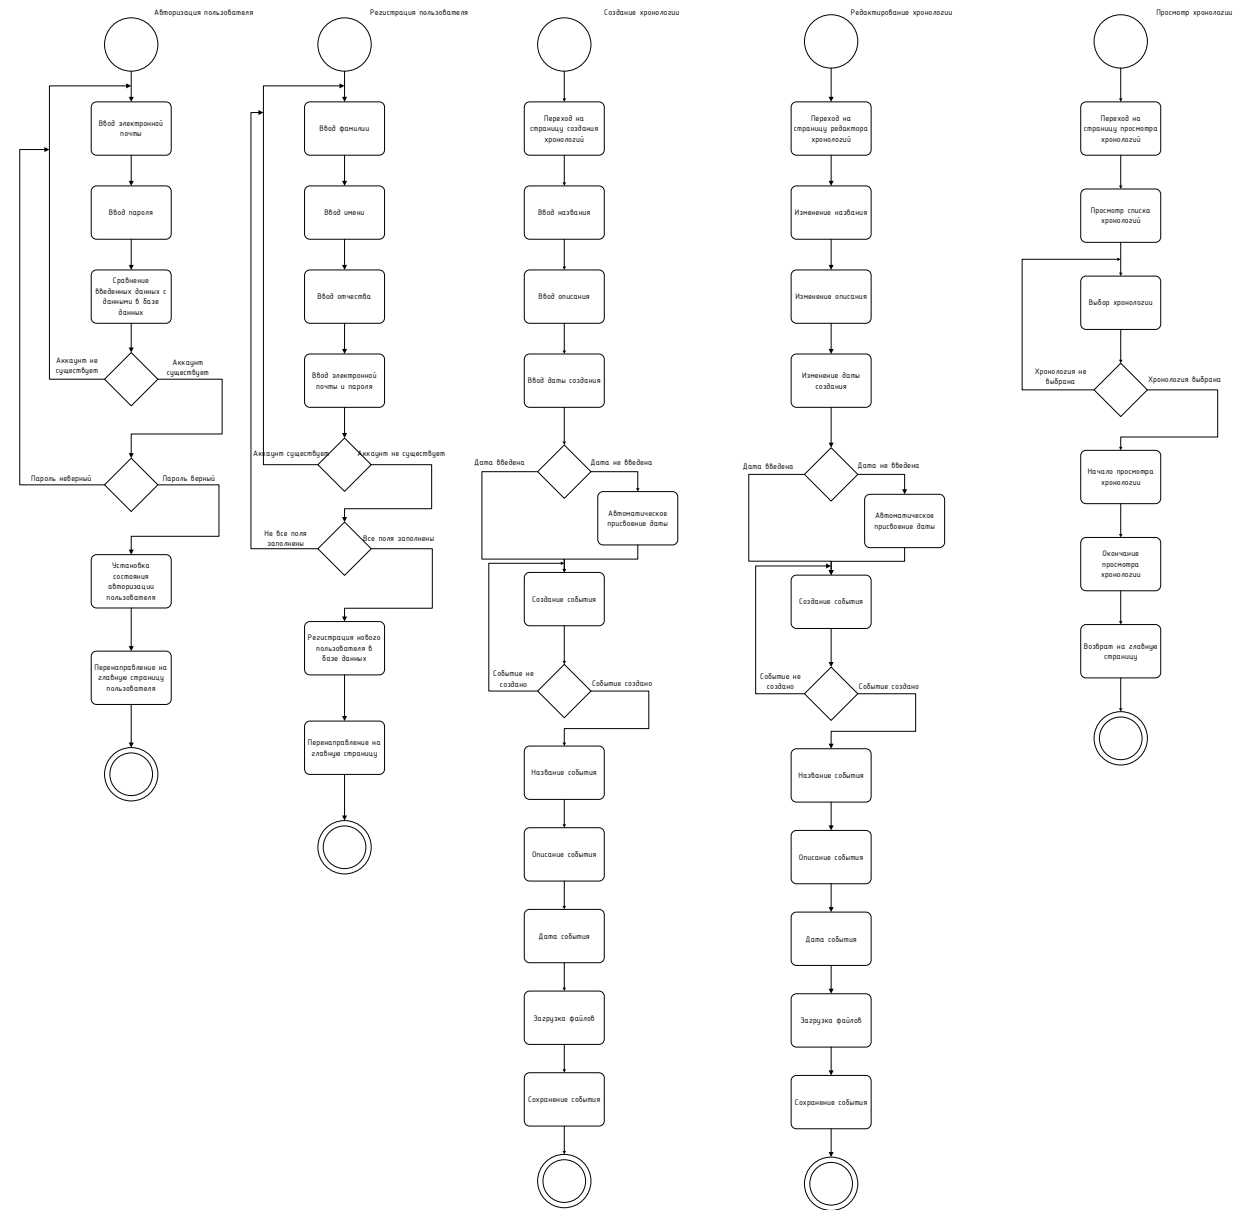 Авторизация пользователя
Ввод электронной
почты
Ввод пароля
Сравнение
введенных данных с
данными в базе
данных
Аккаунт не
существует
Аккаунт
существует
Пароль неверный
Пароль верный
Установка
состояния
авторизации
пользователя
Перенаправление на
главную страницу
пользователя
Регистрация пользователя
Ввод фамилии
Ввод имени
Ввод отчества
Ввод электронной
почты и пароля
Аккаунт существует
Аккаунт не существует
Не все поля
заполнены
Все поля заполнены
Регистрация нового
пользователя в
базе данных
Перенаправление на
главную страницу
Создание хронологии
Переход на
страницу создания
хронологий
Ввод названия
Ввод описания
Ввод даты создания
Дата введена
Дата не введена
Автоматическое
присвоение даты
Создание события
Событие не
создано
Событие создано
Название события
Описание события
Дата события
Загрузка файлов
Сохранение события
Редактирование хронологии
Переход на
страницу редактора
хронологий
Изменение названия
Изменение описания
Изменение даты
создания
Дата введена
Дата не введена
Автоматическое
присвоение даты
Создание события
Событие не
создано
Событие создано
Название события
Описание события
Дата события
Загрузка файлов
Сохранение события
Просмотр хронологии
Переход на
страницу просмотра
хронологий
Просмотр списка
хронологий
Выбор хронологии
Хронология не
выбрана
Хронология выбрана
Начало просмотра
хронологии
Окончание
просмотра
хронологии
Возврат на главную
страницу